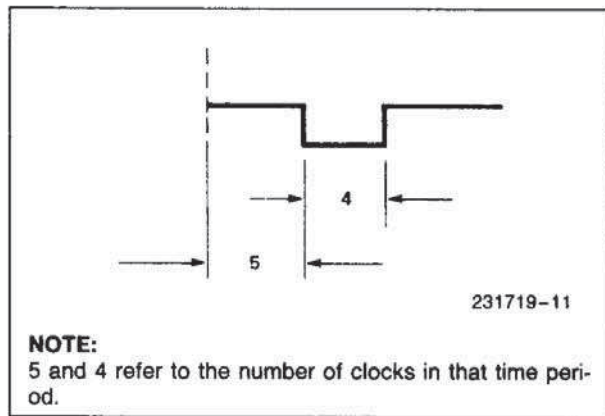 4
5
231719–11
NOTE:
5 and 4 refer to the number of clocks in that time peri-
od.